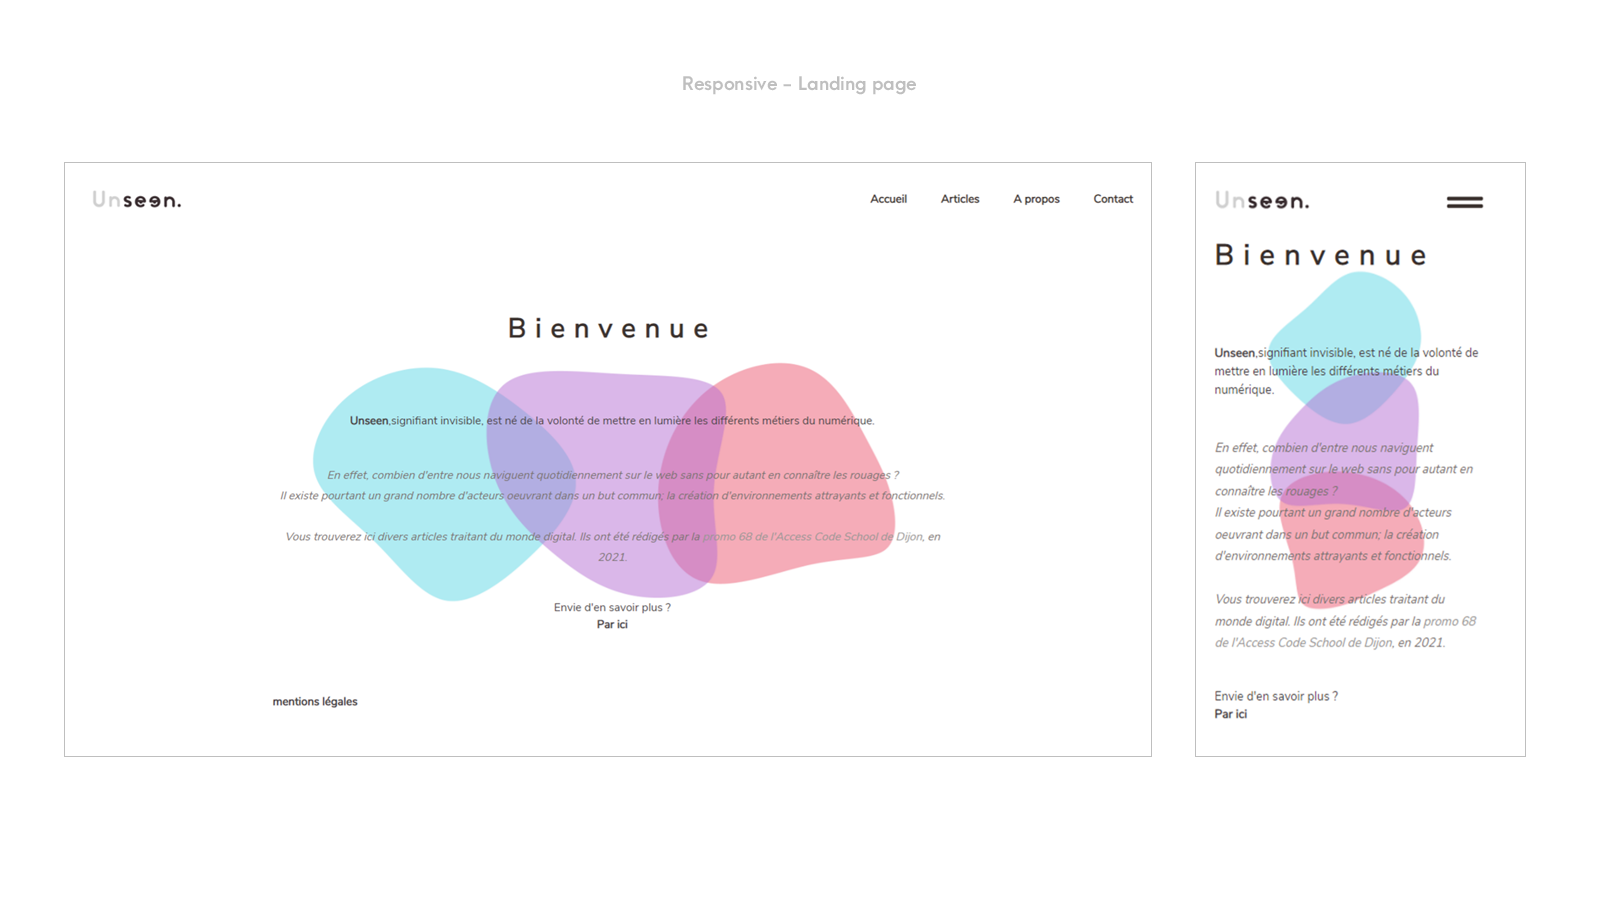 Responsive - Landing page
Unseen.
Accueil Articles A propos Contact
Bienvenue
Unseen,signifiant invisible, est né de la volonté de mettre en lumière les différents métiers du numérique.
En effet, combien d'entre nous naviguent quotidiennement sur le web sans pour autant en connaître les rouages ?
Il existe pourtant un grand nombre d'acteurs oeuvrant dans un but commun; la création d'environnements attrayants et fonctionnels.
Vous trouverez ici divers articles traitant du monde digital. Ils ont été rédigés par la promo 68 de l'Access Code School de Dijon, en
2021.
Envie d'en savoir plus ?
Par ici
mentions légales
Unseen.
Bienvenue
Unseen,signifiant invisible, est né de la volonté de
mettre en lumière les différents métiers du
numérique.
En effet, combien d'entre nous naviguent
quotidiennement sur le web sans pour autant en
connaître les rouages ?
Il existe pourtant un grand nombre d'acteurs
oeuvrant dans un but commun; la création
d'environnements attrayants et fonctionnels.
Vous trouverez ici divers articles traitant du
monde digital. Ils ont été rédigés par la promo 68
de l'Access Code School de Dijon, en 2021.
Envie d'en savoir plus ?
Par ici